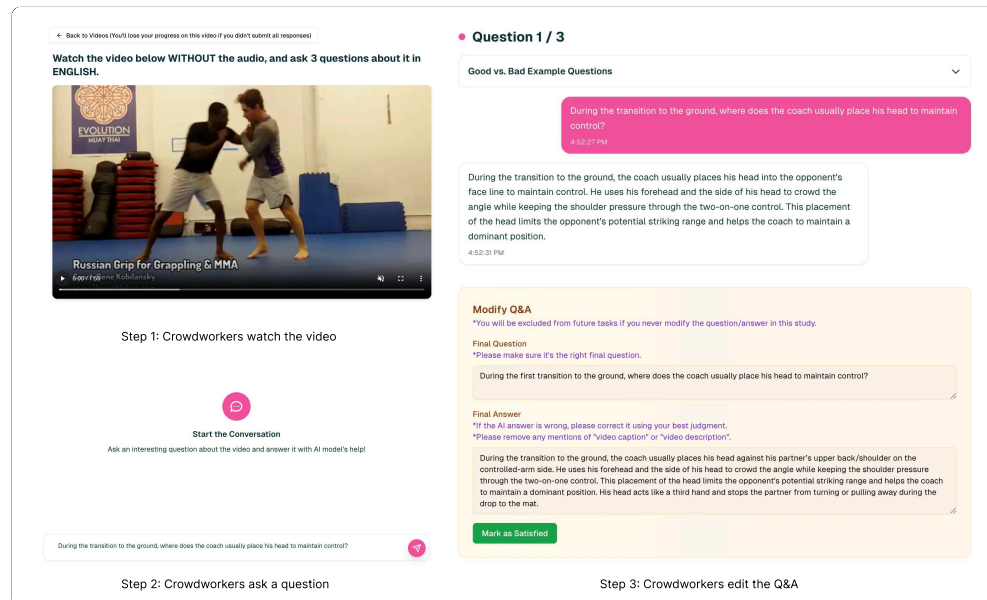 ← Back to Videos (You'll lose your progress on this video if you didn't submit all responses)
Watch the video below WITHOUT the audio, and ask 3 questions about it in
ENGLISH.
EVOLUTION
MUAY THAI
Russian Grip for Grappling & MMA
Kobilansky
Step 1: Crowdworkers watch the video
Start the Conversation
Ask an interesting question about the video and answer it with AI model's help!
During the transition to the ground, where does the coach usually place his head to maintain control?
Step 2: Crowdworkers ask a question
Question 1 / 3
Good vs. Bad Example Questions
During the transition to the ground, where does the coach usually place his head to maintain
control?
4:52:27 PM
During the transition to the ground, the coach usually places his head into the opponent's
face line to maintain control. He uses his forehead and the side of his head to crowd the
angle while keeping the shoulder pressure through the two-on-one control. This placement
of the head limits the opponent's potential striking range and helps the coach to maintain a
dominant position.
4:52:31 PM
Modify Q&A
*You will be excluded from future tasks if you never modify the question/answer in this study.
Final Question
*Please make sure it's the right final question.
During the first transition to the ground, where does the coach usually place his head to maintain control?
Final Answer
*If the AI answer is wrong, please correct it using your best judgment.
*Please remove any mentions of "video caption" or "video description".
During the transition to the ground, the coach usually places his head against his partner's upper back/shoulder on the
controlled-arm side. He uses his forehead and the side of his head to crowd the angle while keeping the shoulder pressure
through the two-on-one control. This placement of the head limits the opponent's potential striking range and helps the coach
to maintain a dominant position. His head acts like a third hand and stops the partner from turning or pulling away during the
drop to the mat.
Mark as Satisfied
Step 3: Crowdworkers edit the Q&A